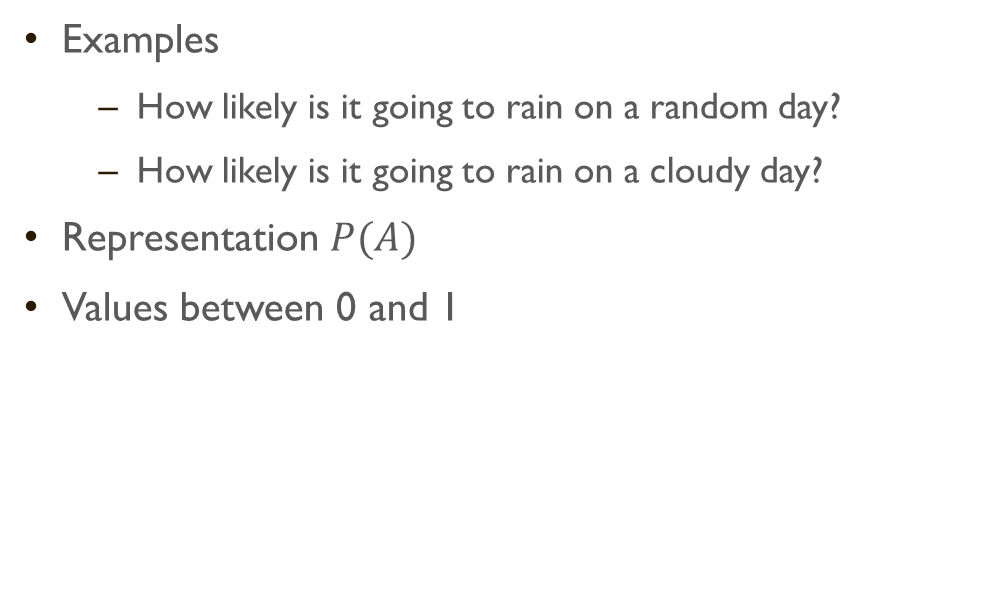 • Examples
– How likely is it going to rain on a random day?
– How likely is it going to rain on a cloudy day?
• Representation P(A)
• Values between 0 and 1